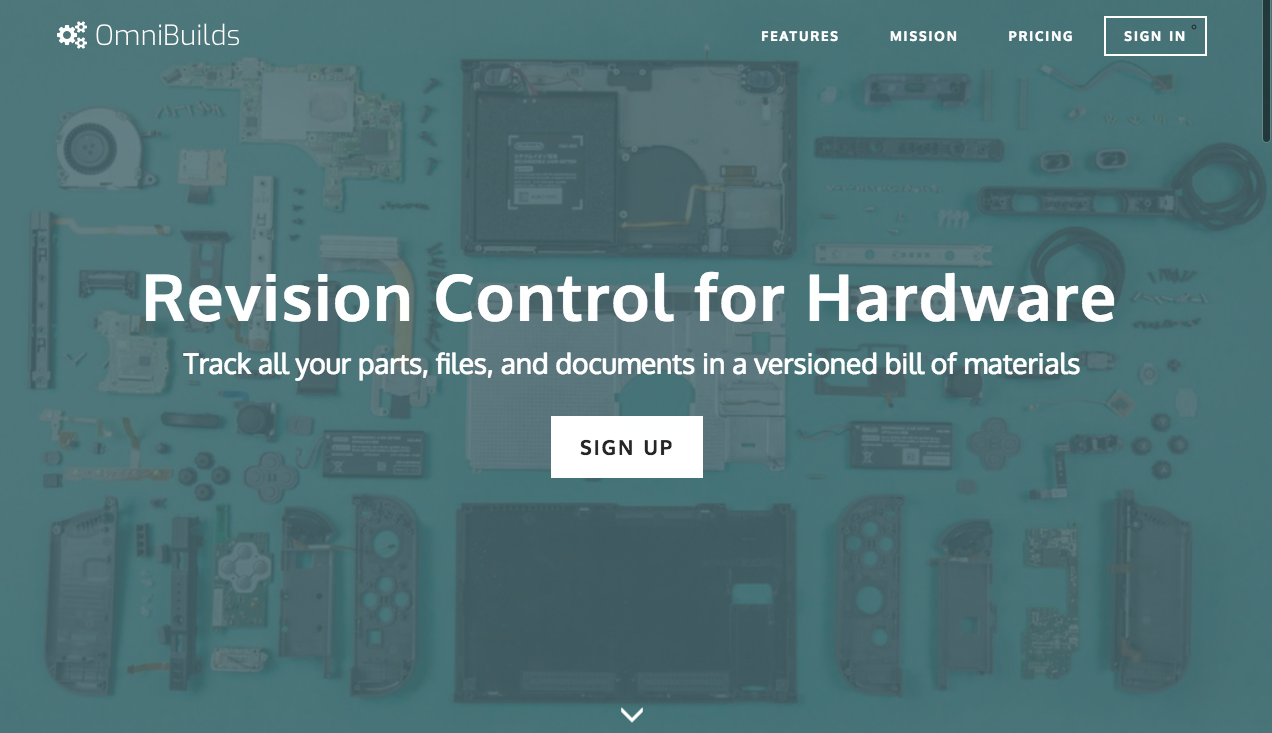 OmniBuilds
FEATURES
MISSION
PRICING
SIGN IN
Revision Control for Hardware
Track all your parts, files, and documents in a versioned bill of materials
SIGN UP